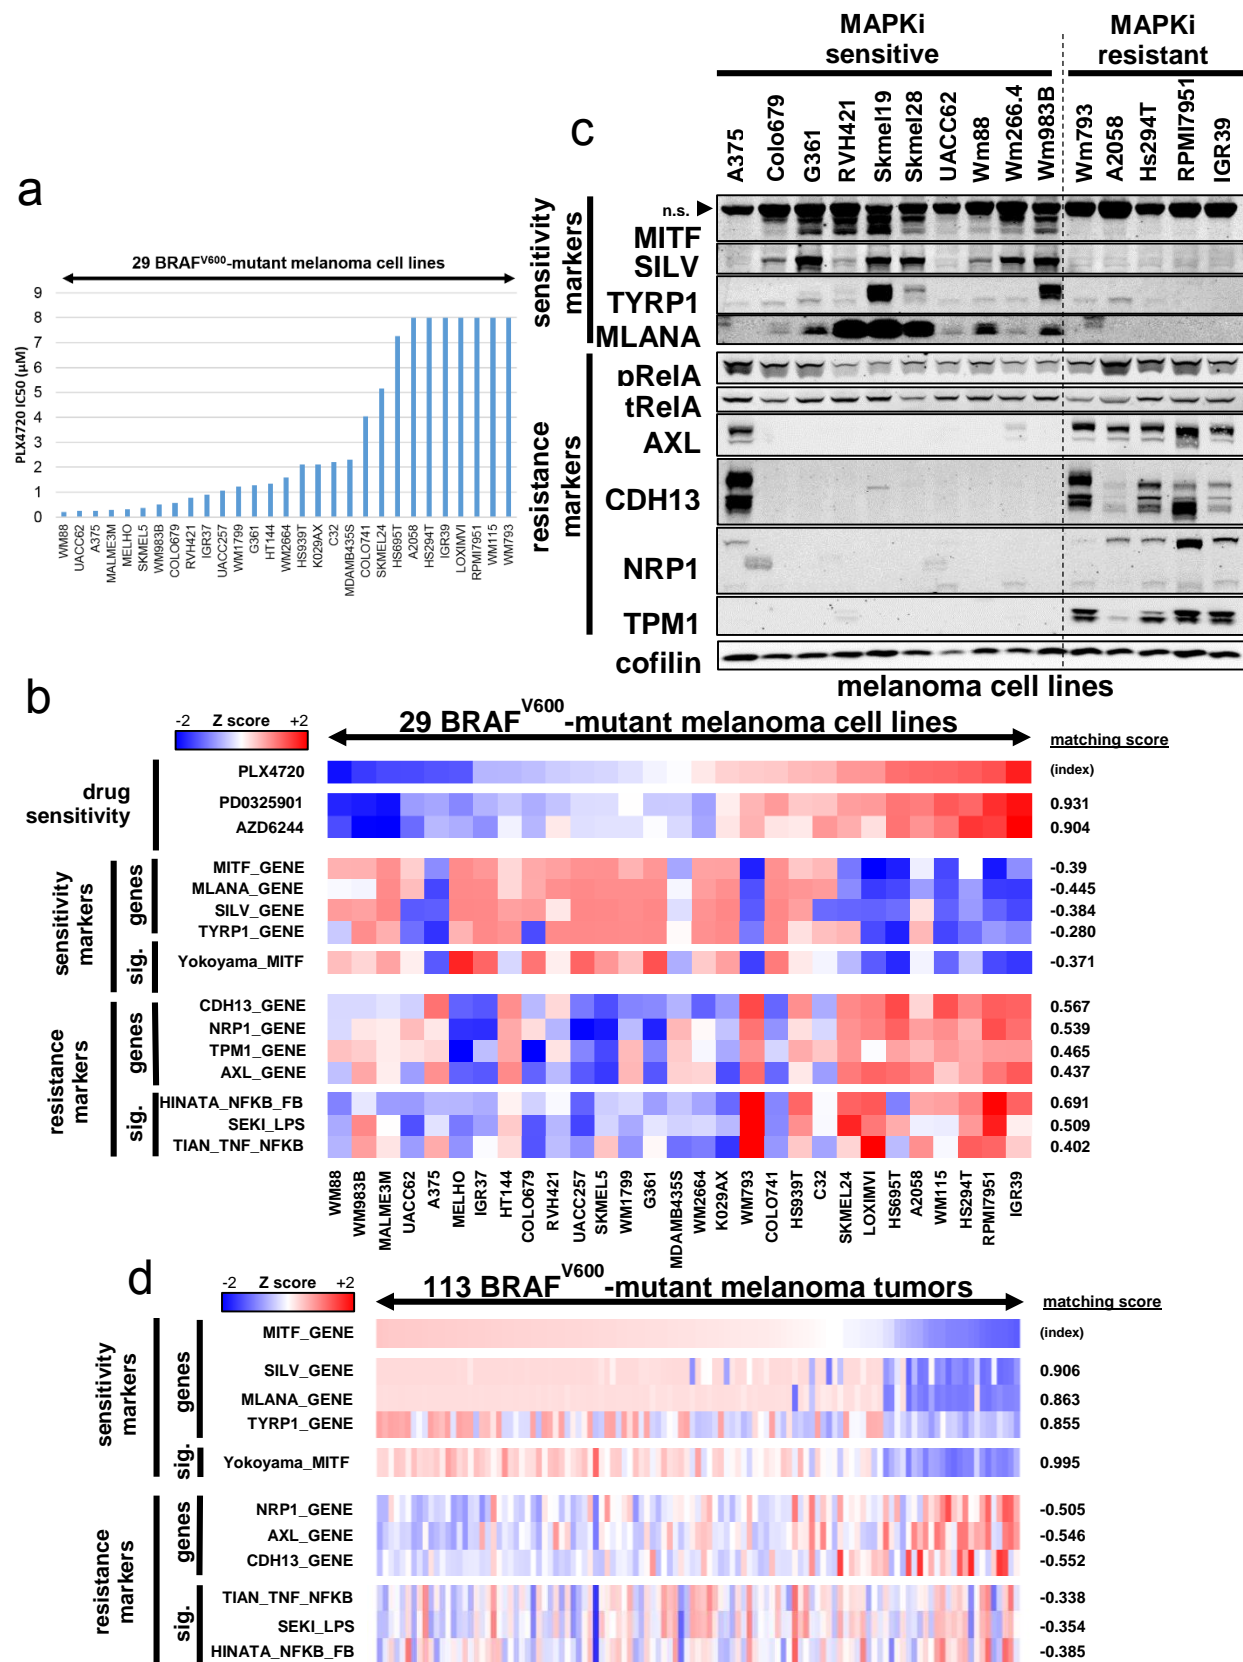 a
29 BRAFV600-mutant melanoma cell lines
PLX4720 IC50 (µM)
9
8
7
6
5
4
3
2
1
0
WM88
UACC62
A375
MALME3M
MELHO
SKMEL5
WM983B
COLO679
RVH421
IGR37
UACC257
WM1799
G361
HT144
WM2664
HS939T
K029AX
C32
MDAMB435S
COLO741
SKMEL24
HS695T
A2058
HS294T
IGR39
LOXIMVI
RPMI7951
WM115
WM793
c
MAPKi sensitive
MAPKi resistant
A375
Colo679
G361
RVH421
Skmel19
Skmel28
UACC62
Wm88
Wm266.4
Wm983B
Wm793
A2058
Hs294T
RPMI7951
IGR39
sensitivity markers
n.s.
MITF
SILV
TYRP1
MLANA
resistance markers
pRelA
tRelA
AXL
CDH13
NRP1
TPM1
cofilin
melanoma cell lines
b
-2 Z score +2
29 BRAFV600-mutant melanoma cell lines
matching score
drug sensitivity
PLX4720 (index)
PD0325901 0.931
AZD6244 0.904
sensitivity markers
genes
MITF_GENE -0.39
MLANA_GENE -0.445
SILV_GENE -0.384
TYRP1_GENE -0.280
sig.
Yokoyama_MITF -0.371
resistance markers
genes
CDH13_GENE 0.567
NRP1_GENE 0.539
TPM1_GENE 0.465
AXL_GENE 0.437
sig.
HINATA_NFKB_FB 0.691
SEKI_LPS 0.509
TIAN_TNF_NFKB 0.402
WM88
WM983B
MALME3M
UACC62
A375
MELHO
IGR37
HT144
COLO679
RVH421
UACC257
SKMEL5
WM1799
G361
MDAMB435S
WM2664
K029AX
WM793
COLO741
HS939T
C32
SKMEL24
LOXIMVI
HS695T
A2058
WM115
HS294T
RPMI7951
IGR39
d
-2 Z score +2
113 BRAFV600-mutant melanoma tumors
matching score
sensitivity markers
genes
MITF_GENE (index)
SILV_GENE 0.906
MLANA_GENE 0.863
TYRP1_GENE 0.855
sig.
Yokoyama_MITF 0.995
resistance markers
genes
NRP1_GENE -0.505
AXL_GENE -0.546
CDH13_GENE -0.552
sig.
TIAN_TNF_NFKB -0.338
SEKI_LPS -0.354
HINATA_NFKB_FB -0.385